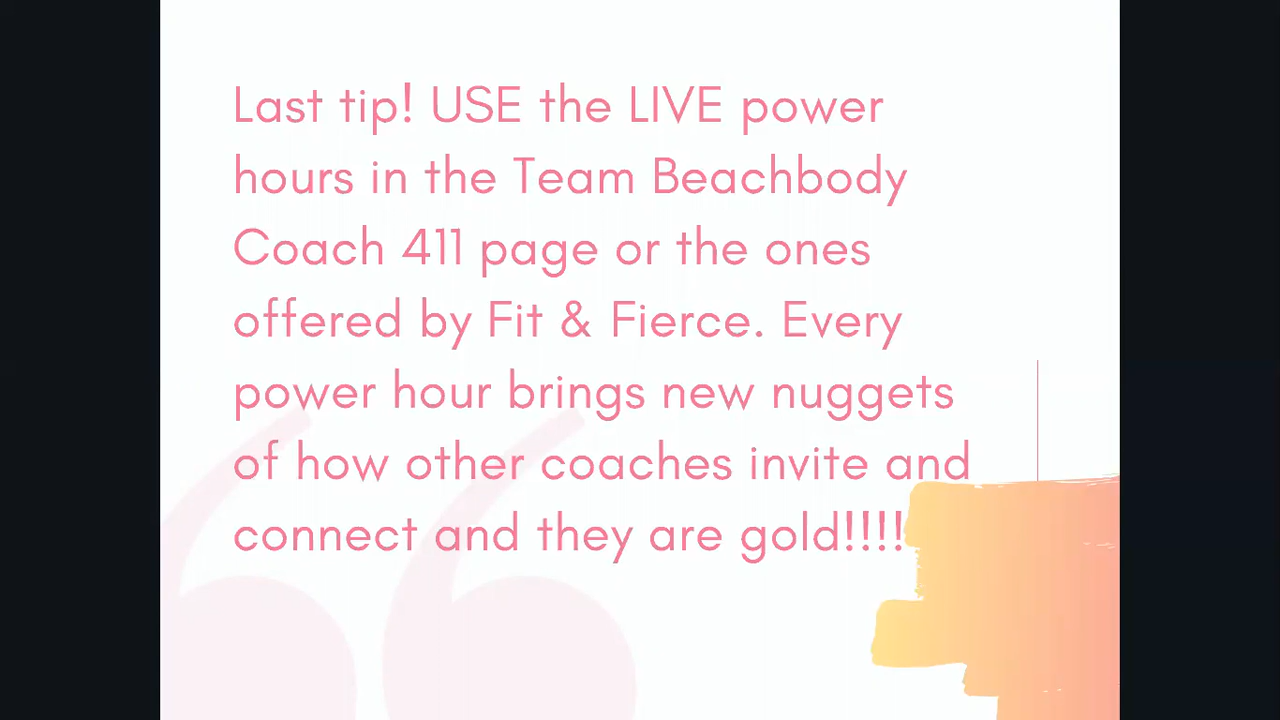 Last tip! USE the LIVE power
hours in the Team Beachbody
Coach 411 page or the ones
offered by Fit & Fierce. Every
power hour brings new nuggets
of how other coaches invite and
connect and they are gold!!!!